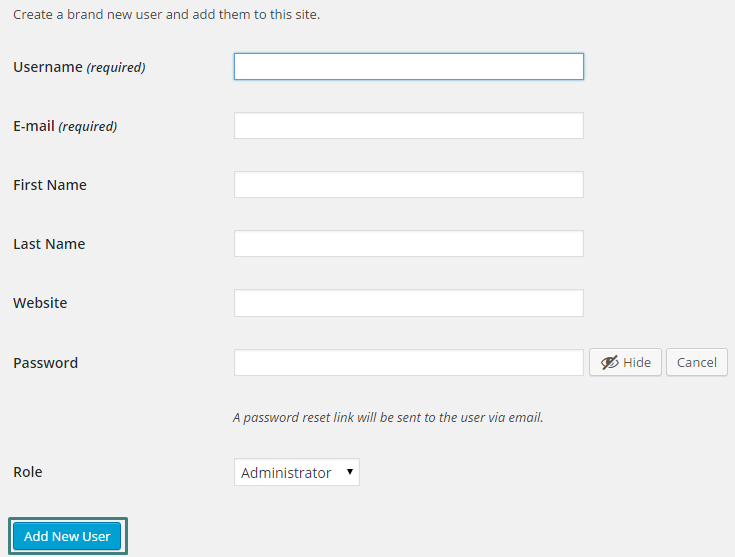 Create a brand new user and add them to this site.
Username (required)
E-mail (required)
First Name
Last Name
Website
Password Hide Cancel
A password reset link will be sent to the user via email.
Role Administrator
Add New User